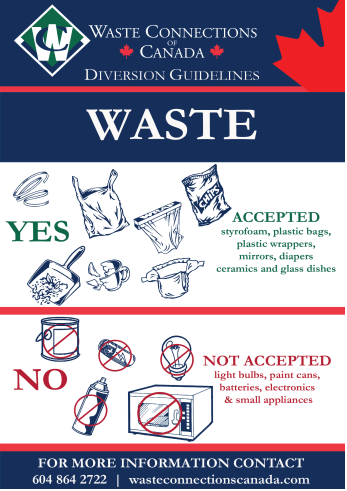 WASTE CONNECTIONS
OF
CANADA
DIVERSION GUIDELINES
WASTE
YES
ACCEPTED
styrofoam, plastic bags,
plastic wrappers,
mirrors, diapers
ceramics and glass dishes
NO
NOT ACCEPTED
light bulbs, paint cans,
batteries, electronics
& small appliances
FOR MORE INFORMATION CONTACT
604 864 2722 | wasteconnectionscanada.com